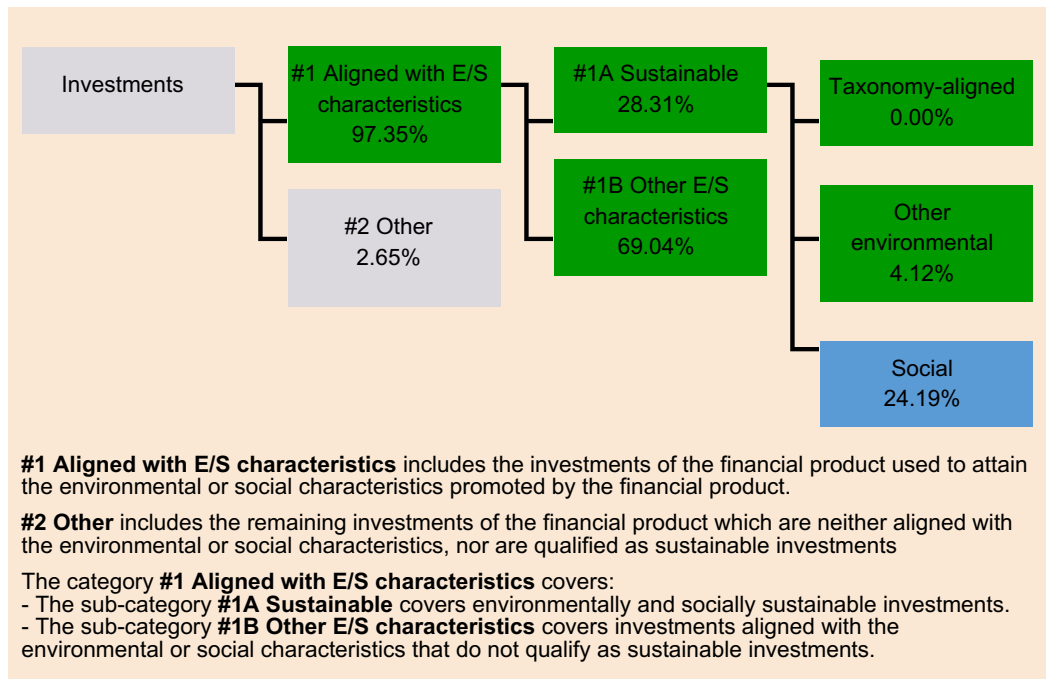 Investments
#1 Aligned with E/S
characteristics
97.35%
#2 Other
2.65%
#1A Sustainable
28.31%
#1B Other E/S
characteristics
69.04%
Taxonomy-aligned
0.00%
Other
environmental
4.12%
Social
24.19%
#1 Aligned with E/S characteristics includes the investments of the financial product used to attain
the environmental or social characteristics promoted by the financial product.
#2 Other includes the remaining investments of the financial product which are neither aligned with
the environmental or social characteristics, nor are qualified as sustainable investments
The category #1 Aligned with E/S characteristics covers:
- The sub-category #1A Sustainable covers environmentally and socially sustainable investments.
- The sub-category #1B Other E/S characteristics covers investments aligned with the
environmental or social characteristics that do not qualify as sustainable investments.